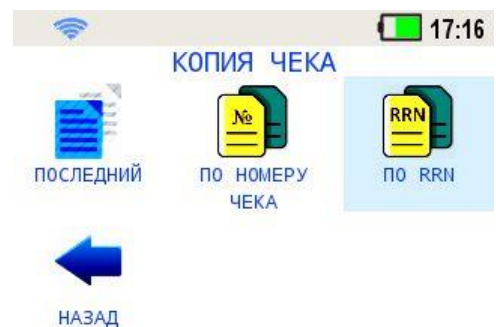 17:16
КОПИЯ ЧЕКА
№
RRN
ПОСЛЕДНИЙ
ПО НОМЕРУ
ЧЕКА
ПО RRN
НАЗАД